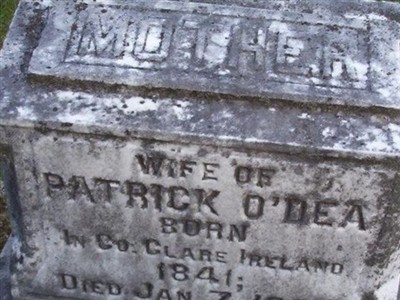 MOTHER
WIFE OF
PATRICK O'DEA
BORN
IN CO. CLARE IRELAND
1841;
DIED JAN. 7,